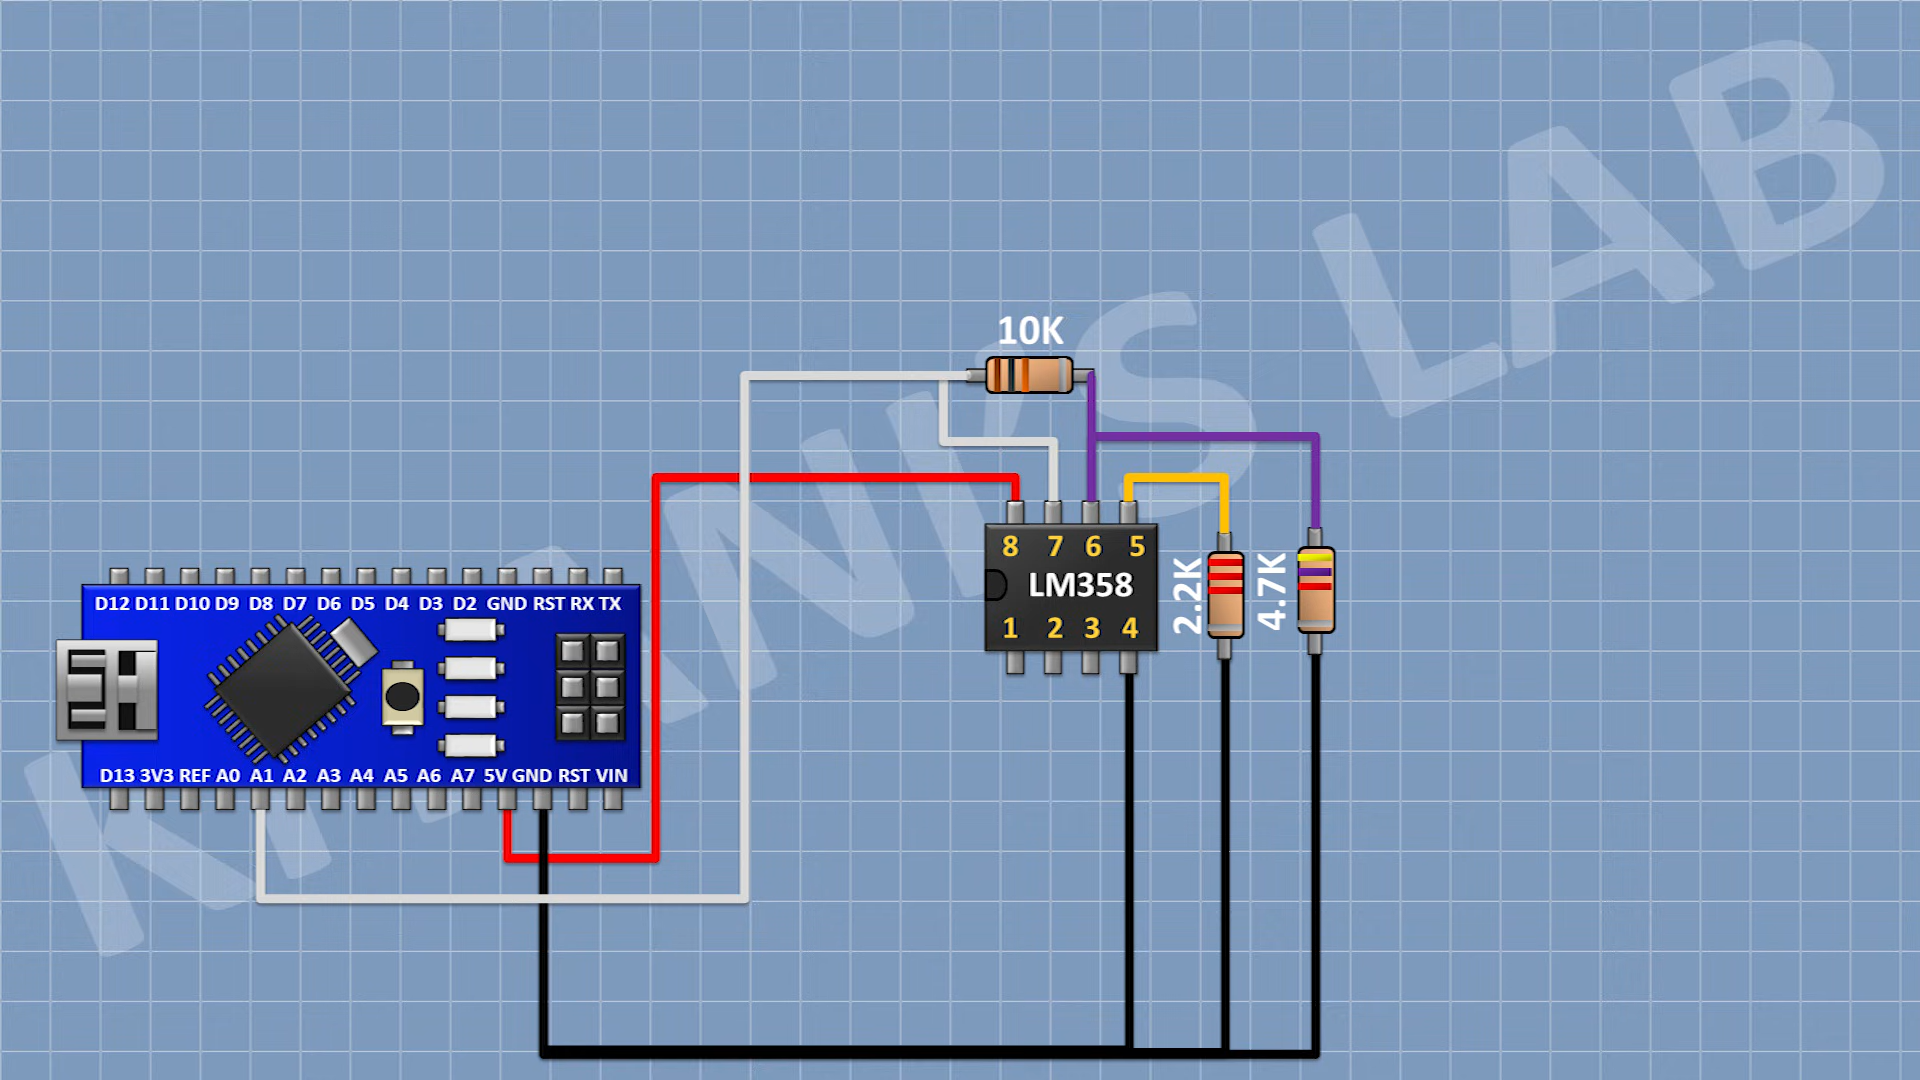 KHANK'S LAB
10K
8 7 6 5
LM358
1 2 3 4
2.2K
4.7K
D12 D11 D10 D9 D8 D7 D6 D5 D4 D3 D2 GND RST RX TX
D13 3V3 REF A0 A1 A2 A3 A4 A5 A6 A7 5V GND RST VIN